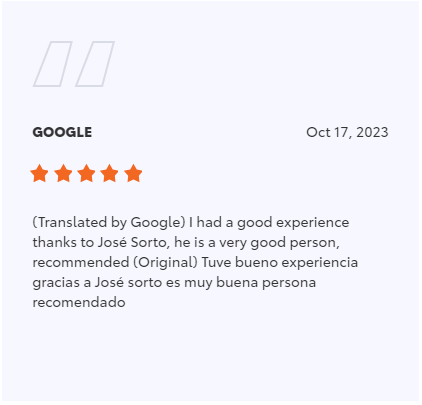 GOOGLE
Oct 17, 2023
(Translated by Google) I had a good experience
thanks to José Sorto, he is a very good person,
recommended (Original) Tuve bueno experiencia
gracias a José sorto es muy buena persona
recomendado